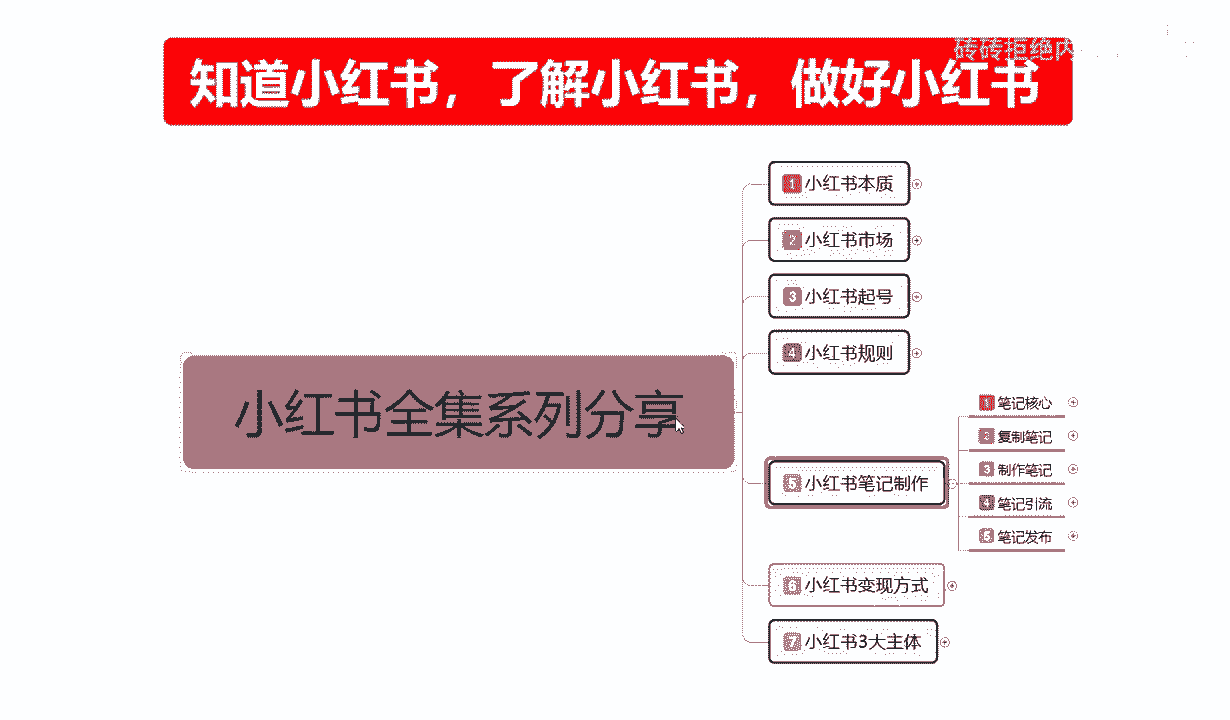 砖砖拒绝内
知道小红书，了解小红书，做好小红书
小红书全集系列分享
1 小红书本质
2 小红书市场
3 小红书起号
4 小红书规则
5 小红书笔记制作
1 笔记核心
2 复制笔记
3 制作笔记
4 笔记引流
5 笔记发布
6 小红书变现方式
7 小红书3大主体